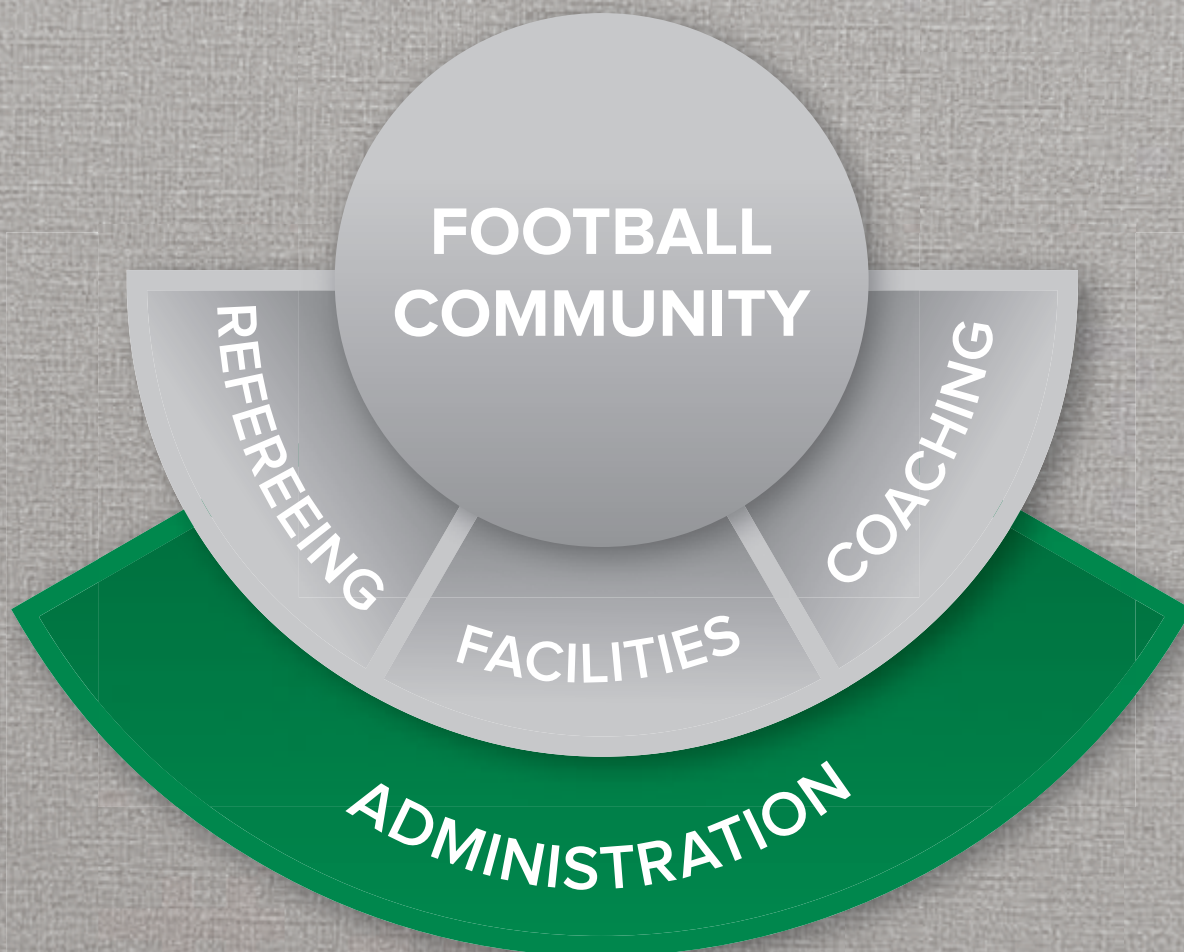 FOOTBALL
COMMUNITY
REFEREEING
FACILITIES
COACHING
ADMINISTRATION